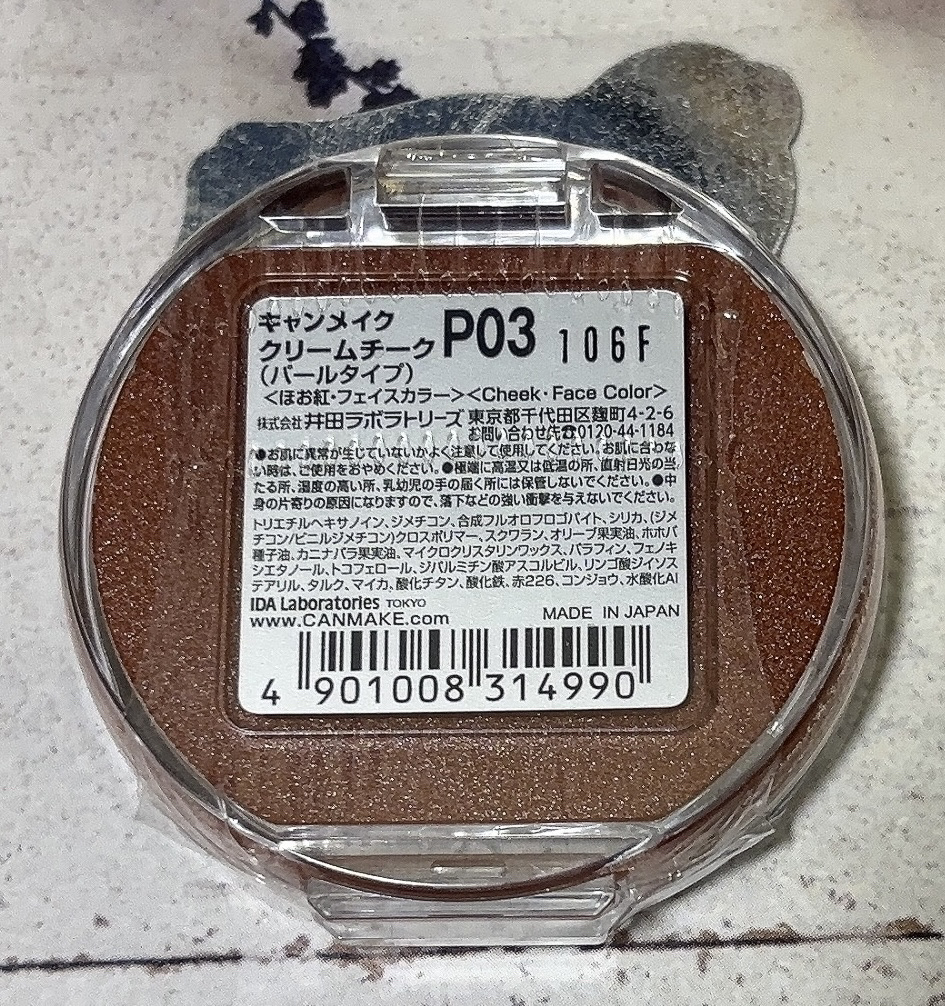 キャンメイク
クリームチーク P03 106F
(パールタイプ)
<ほお紅・フェイスカラー><Cheek・Face Color>
株式会社 井田ラボラトリーズ 東京都千代田区麹町4-2-6
お問い合わせ先☎0120-44-1184
●お肌に異常が生じていないかよく注意して使用してください。お肌に合わな
い時は、ご使用をおやめください。●極端に高温又は低温の所、直射日光の当
たる所、湿度の高い所、乳幼児の手の届く所には保管しないでください。●中
身の片寄りの原因になりますので、落下などの強い衝撃を与えないでください。
トリエチルヘキサノイン、ジメチコン、合成フルオロフロゴパイト、シリカ、(ジメ
チコン/ビニルジメチコン)クロスポリマー、スクワラン、オリーブ果実油、ホホバ
種子油、カニナバラ果実油、マイクロクリスタリンワックス、パラフィン、フェノキ
シエタノール、トコフェロール、ジパルミチン酸アスコルビル、リンゴ酸ジイソス
テアリル、タルク、マイカ、酸化チタン、酸化鉄、赤226、コンジョウ、水酸化Al
IDA Laboratories TOKYO
www.CANMAKE.com MADE IN JAPAN
4 901008 314990